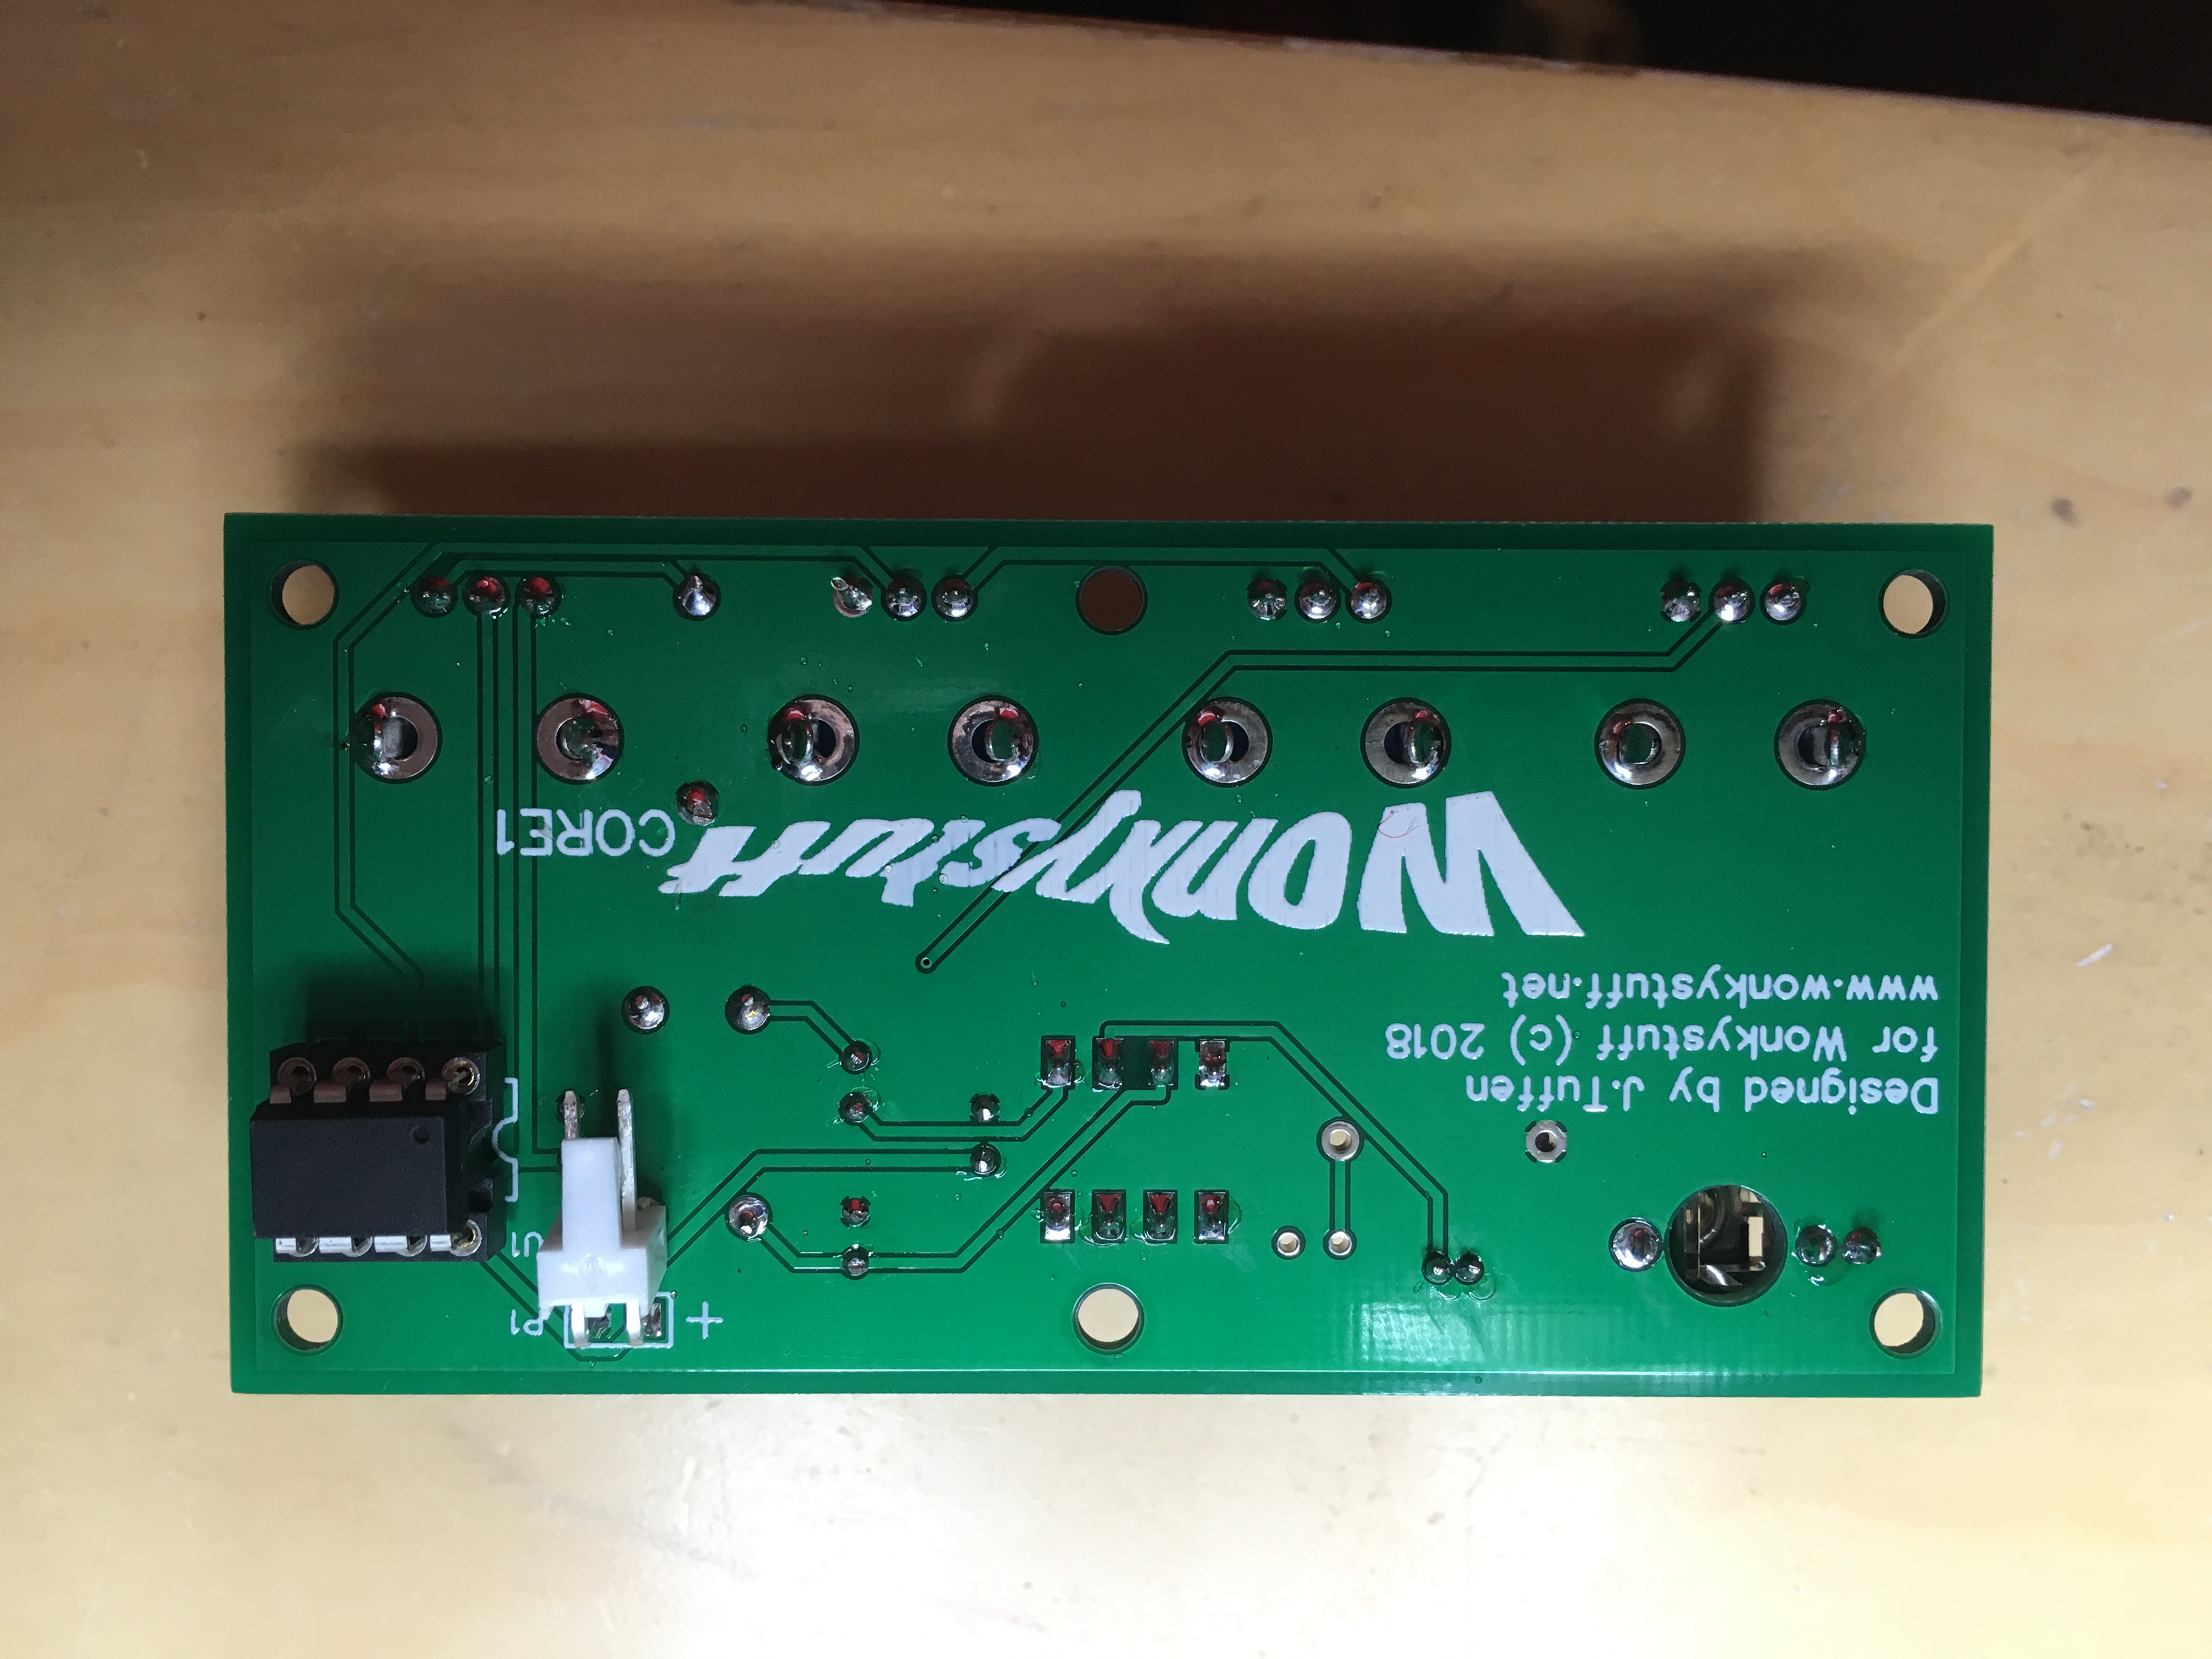 + P1
U1
Designed by J.Tuffen
for Wonkystuff (c) 2018
www.wonkystuff.net
Wonkystuff CORE1